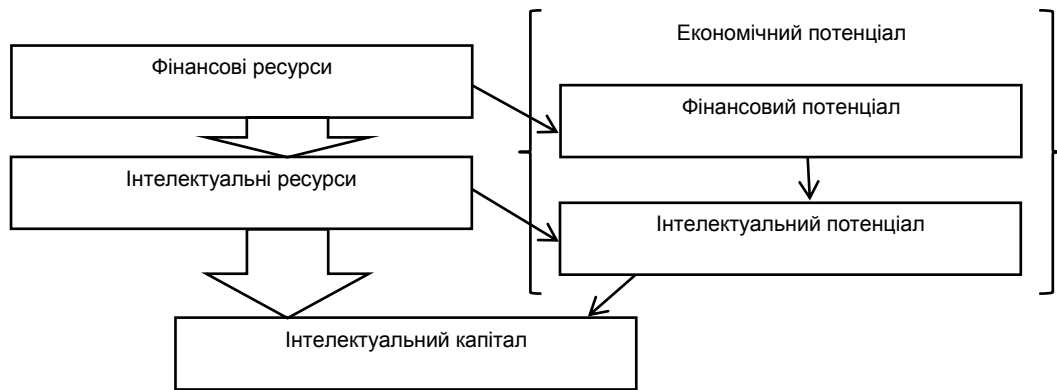 Економічний потенціал
Фінансові ресурси
Фінансовий потенціал
Інтелектуальні ресурси
Інтелектуальний потенціал
Інтелектуальний капітал